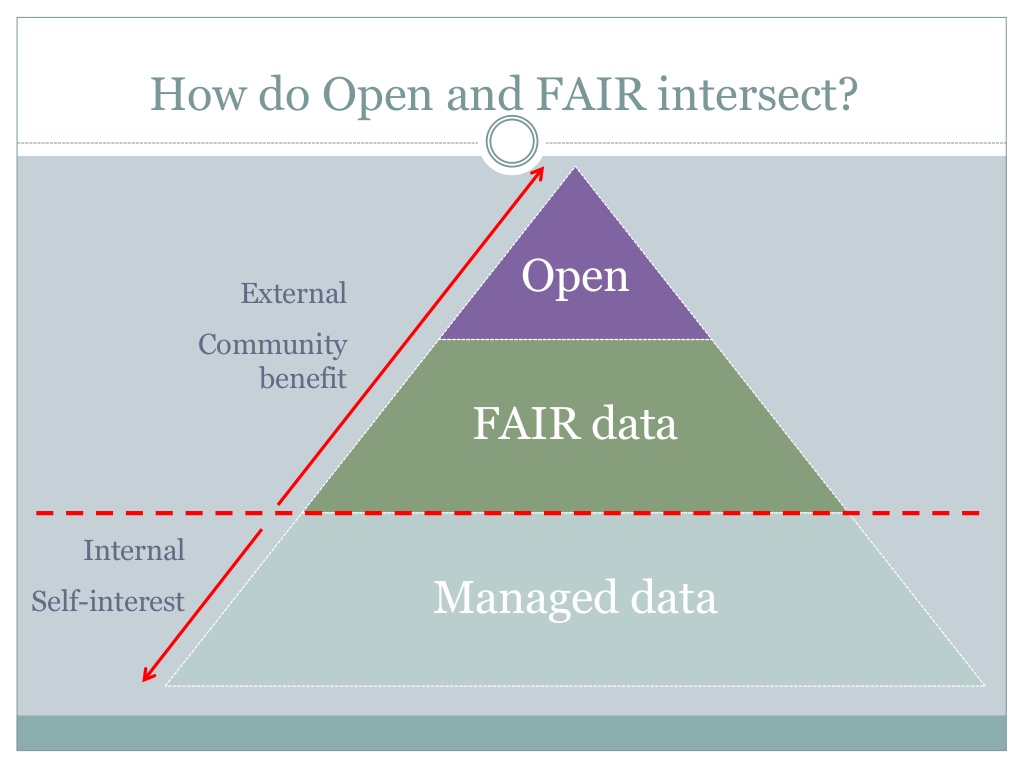 How do Open and FAIR intersect?
Open
External
Community
benefit
FAIR data
Internal
Self-interest
Managed data